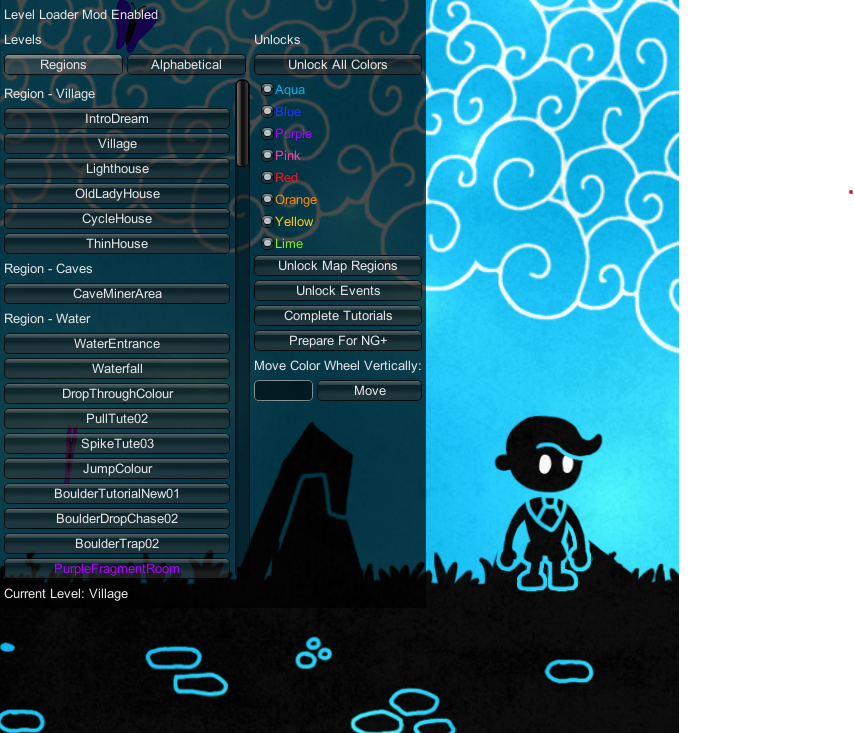 Level Loader Mod Enabled
Levels
Regions
Alphabetical
Region - Village
IntroDream
Village
Lighthouse
OldLadyHouse
CycleHouse
ThinHouse
Region - Caves
CaveMinerArea
Region - Water
WaterEntrance
Waterfall
DropThroughColour
PullTute02
SpikeTute03
JumpColour
BoulderTutorialNew01
BoulderDropChase02
BoulderTrap02
PurpleFragmentRoom
Unlocks
Unlock All Colors
Aqua
Blue
Purple
Pink
Red
Orange
Yellow
Lime
Unlock Map Regions
Unlock Events
Complete Tutorials
Prepare For NG+
Move Color Wheel Vertically:
Move
Current Level: Village